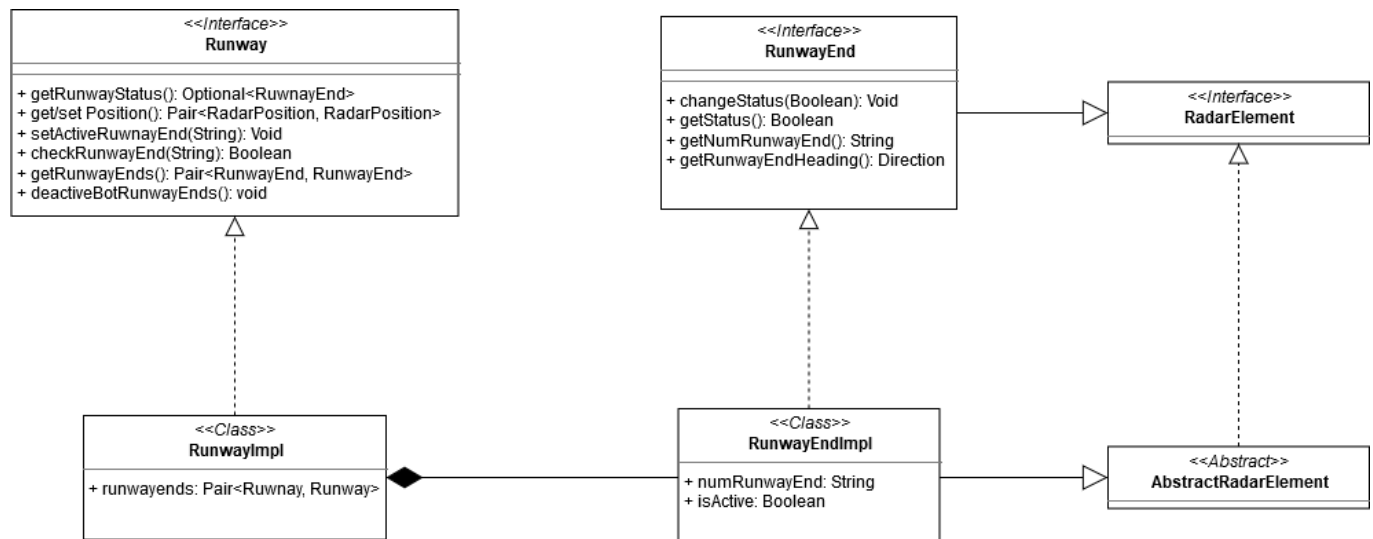 <<Interface>>
Runway
+ getRunwayStatus(): Optional<RuwnayEnd>
+ get/set Position(): Pair<RadarPosition, RadarPosition>
+ setActiveRuwnayEnd(String): Void
+ checkRunwayEnd(String): Boolean
+ getRunwayEnds(): Pair<RunwayEnd, RunwayEnd>
+ deactiveBotRunwayEnds(): void
<<Interface>>
RunwayEnd
+ changeStatus(Boolean): Void
+ getStatus(): Boolean
+ getNumRunwayEnd(): String
+ getRunwayEndHeading(): Direction
<<Interface>>
RadarElement
<<Class>>
RunwayImpl
+ runwayends: Pair<Ruwnay, Runway>
<<Class>>
RunwayEndImpl
+ numRunwayEnd: String
+ isActive: Boolean
<<Abstract>>
AbstractRadarElement